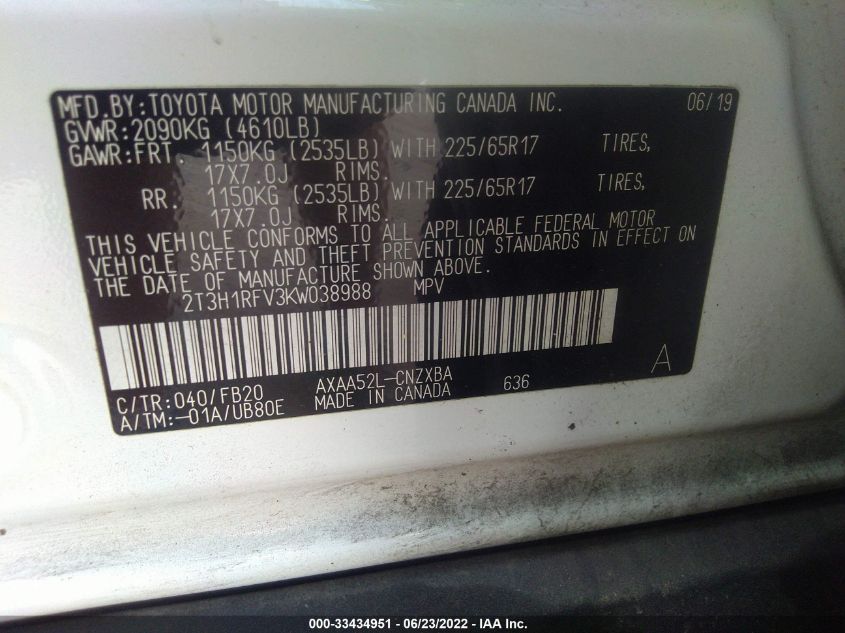 MFD.BY:TOYOTA MOTOR MANUFACTURING CANADA INC. 06/19
GVWR:2090KG (4610LB)
GAWR:FRT. 1150KG (2535LB) WITH 225/65R17 TIRES,
17X7.0J RIMS.
RR. 1150KG (2535LB) WITH 225/65R17 TIRES,
17X7.0J RIMS.
THIS VEHICLE CONFORMS TO ALL APPLICABLE FEDERAL MOTOR
VEHICLE SAFETY AND THEFT PREVENTION STANDARDS IN EFFECT ON
THE DATE OF MANUFACTURE SHOWN ABOVE.
2T3H1RFV3KW038988 MPV
A
C/TR:040/FB20 AXAA52L-CNZXBA 636
A/TM:-01A/UB80E MADE IN CANADA
000-33434951 - 06/23/2022 - IAA Inc.